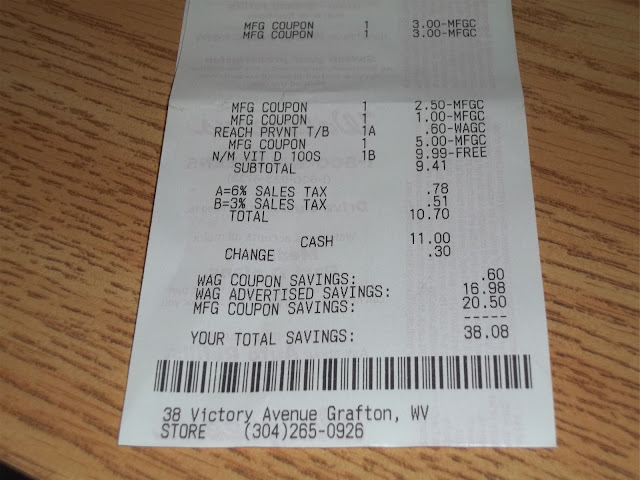 MFG COUPON 1 3.00-MFGC
MFG COUPON 1 3.00-MFGC
MFG COUPON 1 2.50-MFGC
MFG COUPON 1 1.00-MFGC
REACH PRVNT T/B 1A .60-WAGC
MFG COUPON 1 5.00-MFGC
N/M VIT D 100S 1B 9.99-FREE
SUBTOTAL 9.41
A=6% SALES TAX .78
B=3% SALES TAX .51
TOTAL 10.70
CASH 11.00
CHANGE .30
WAG COUPON SAVINGS: .60
WAG ADVERTISED SAVINGS: 16.98
MFG COUPON SAVINGS: 20.50
-----
YOUR TOTAL SAVINGS: 38.08
38 Victory Avenue Grafton, WV
STORE (304)265-0926